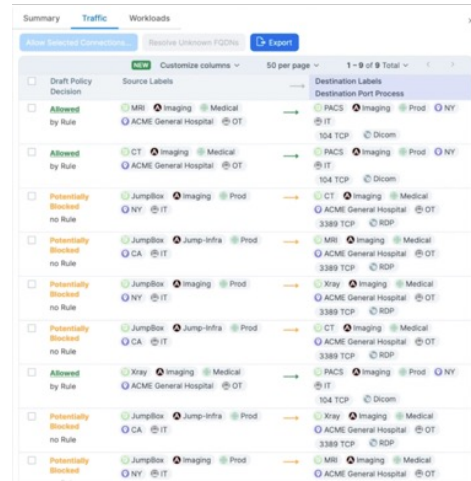 Summary Traffic Workloads
Allow Selected Connections... Resolve Unknown FQDNs Export
NEW Customize columns 50 per page 1 – 9 of 9 Total
Draft Policy Decision Source Labels Destination Labels
Destination Port Process
Allowed MRI Imaging Medical PACS Imaging Prod NY
by Rule ACME General Hospital OT IT
104 TCP Dicom
Allowed CT Imaging Medical PACS Imaging Prod NY
by Rule ACME General Hospital OT IT
104 TCP Dicom
Potentially Blocked JumpBox Imaging Prod CT Imaging Medical
no Rule NY IT ACME General Hospital OT
3389 TCP RDP
Potentially Blocked JumpBox Jump-Infra Prod MRI Imaging Medical
no Rule CA IT ACME General Hospital OT
3389 TCP RDP
Potentially Blocked JumpBox Imaging Prod Xray Imaging Medical
no Rule NY IT ACME General Hospital OT
3389 TCP RDP
Potentially Blocked JumpBox Jump-Infra Prod CT Imaging Medical
no Rule CA IT ACME General Hospital OT
3389 TCP RDP
Allowed Xray Imaging Medical PACS Imaging Prod NY
by Rule ACME General Hospital OT IT
104 TCP Dicom
Potentially Blocked JumpBox Jump-Infra Prod Xray Imaging Medical
no Rule CA IT ACME General Hospital OT
3389 TCP RDP
Potentially Blocked JumpBox Imaging Prod MRI Imaging Medical
NY IT ACME General Hospital OT